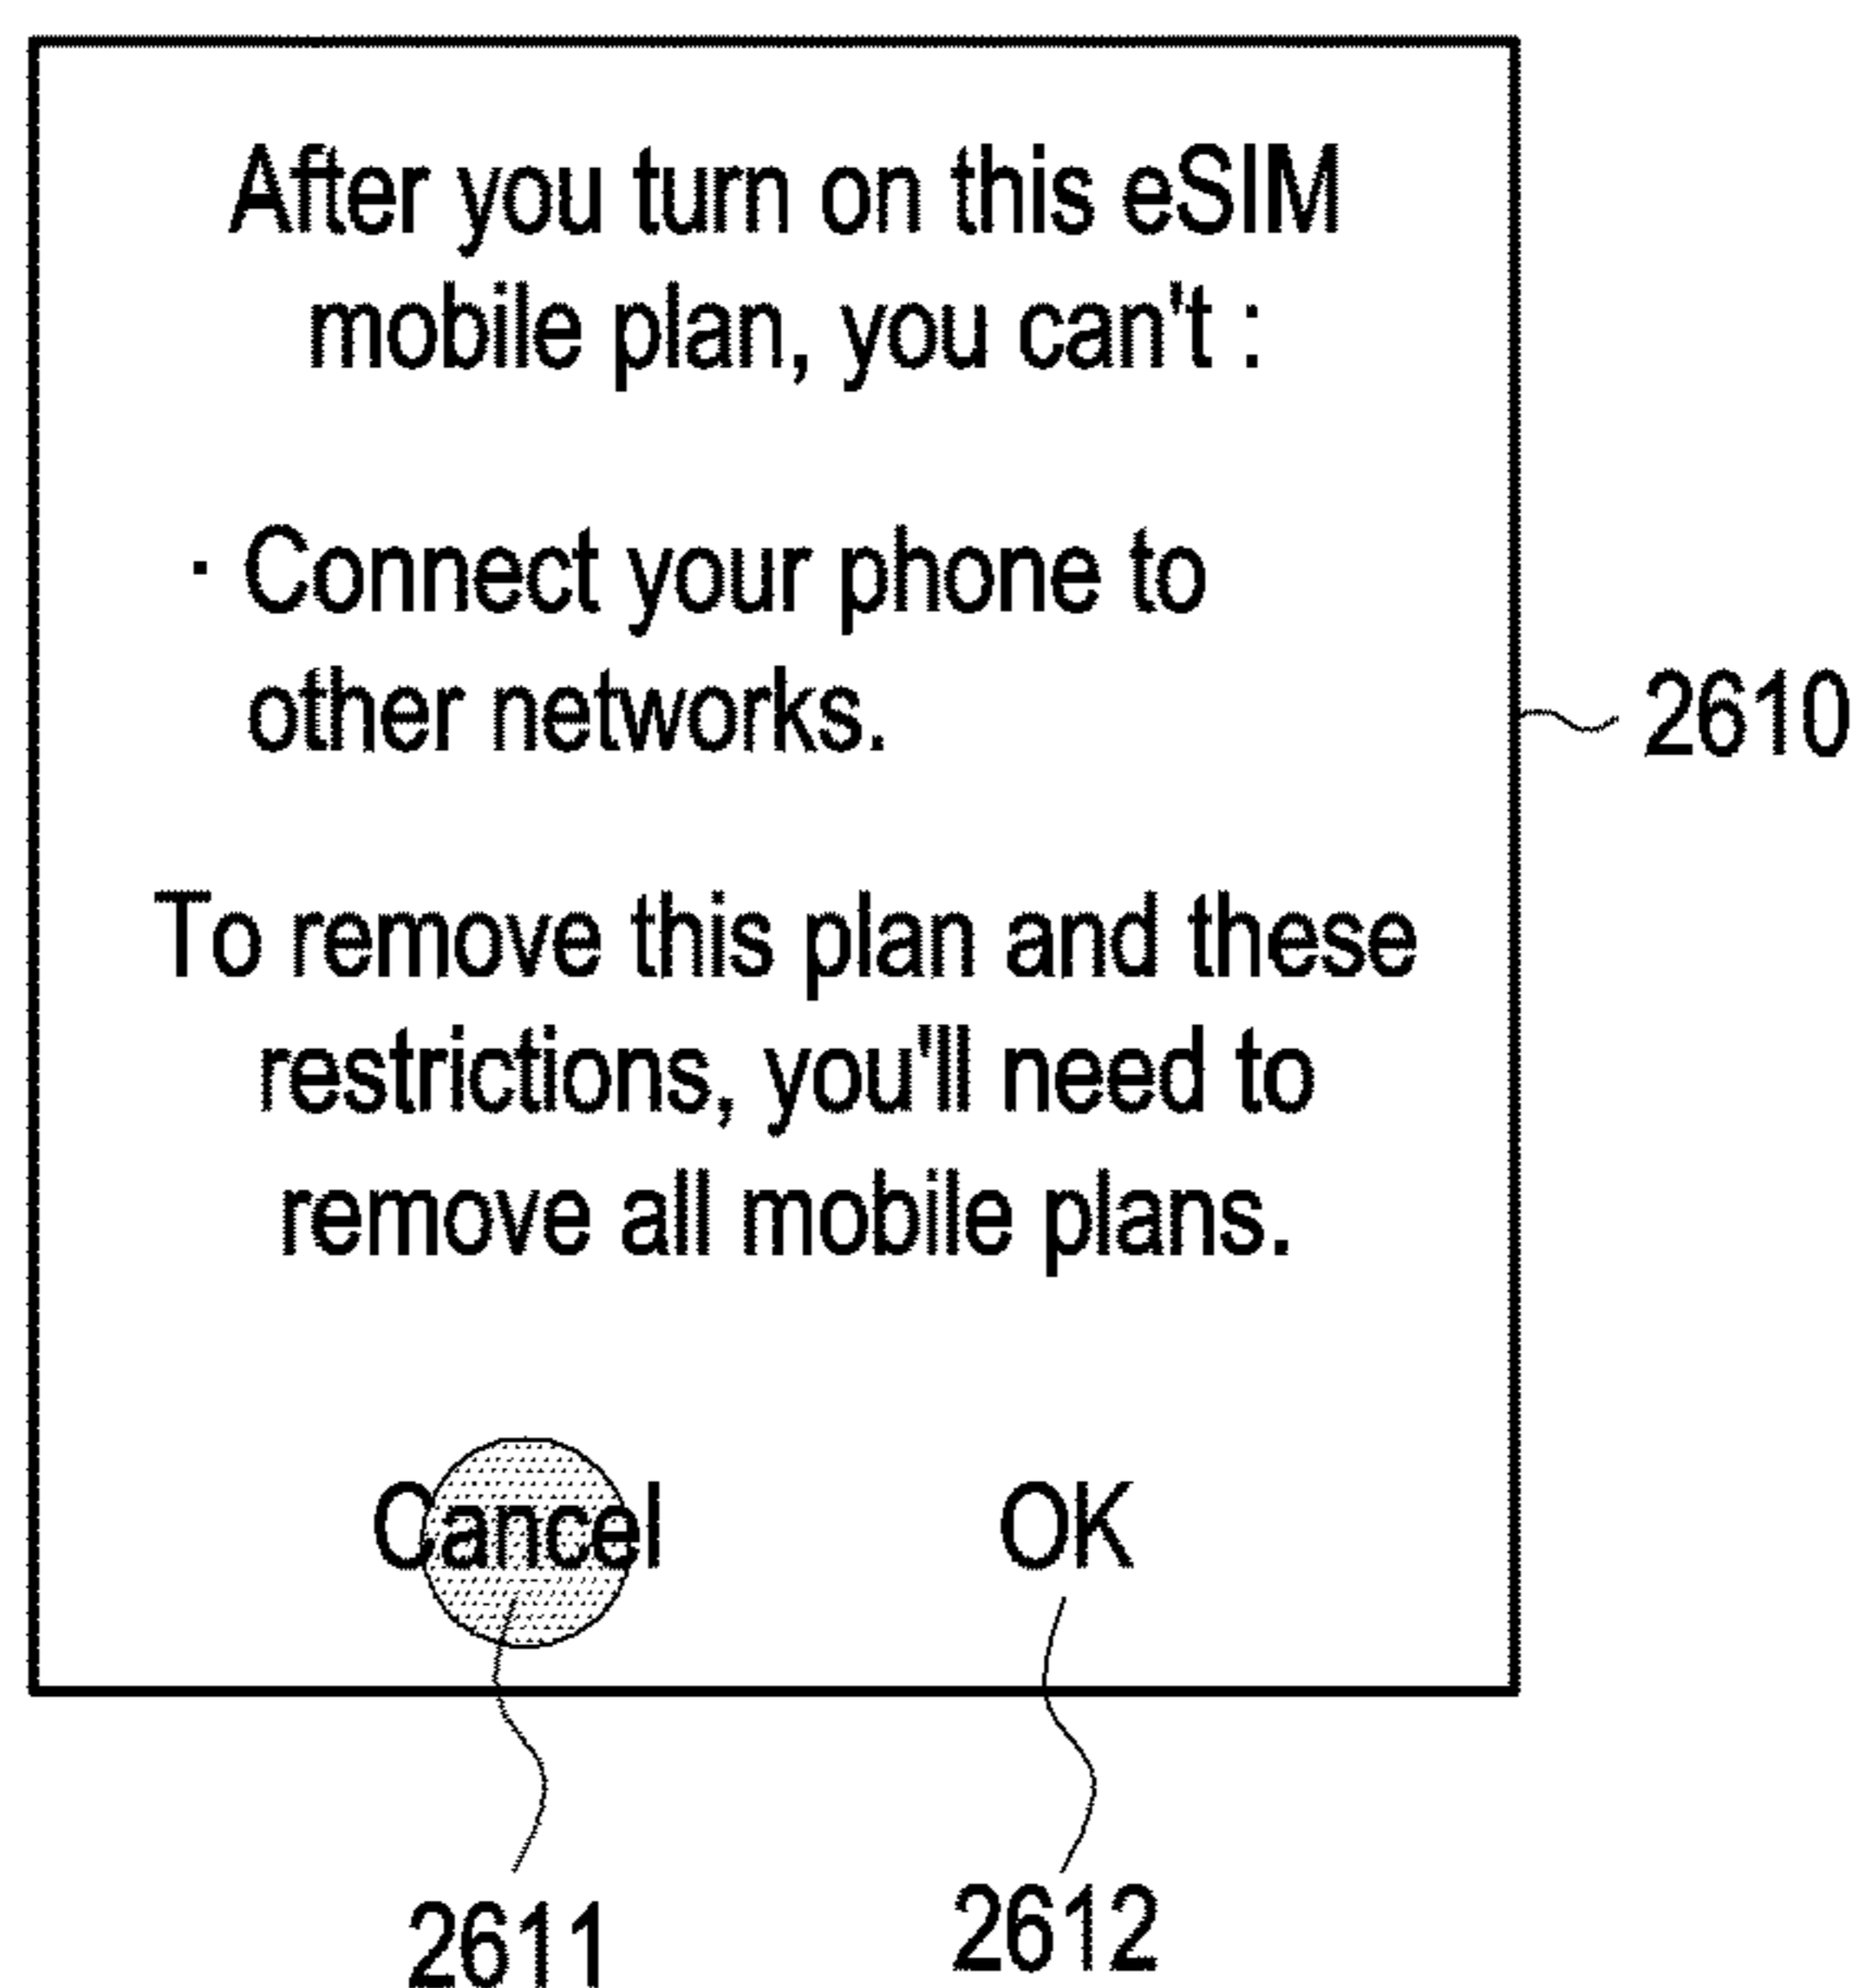 After you turn on this eSIM
mobile plan, you can't :
· Connect your phone to
other networks.
2610
To remove this plan and these
restrictions, you'll need to
remove all mobile plans.
Cancel OK
2611 2612